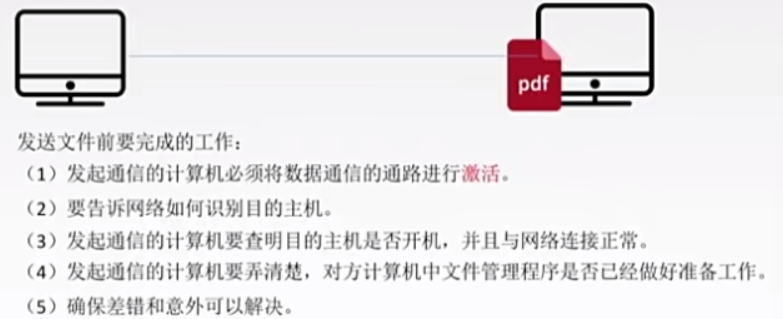 pdf
发送文件前要完成的工作：
（1）发起通信的计算机必须将数据通信的通路进行激活。
（2）要告诉网络如何识别目的主机。
（3）发起通信的计算机要查明目的主机是否开机，并且与网络连接正常。
（4）发起通信的计算机要弄清楚，对方计算机中文件管理程序是否已经做好准备工作。
（5）确保差错和意外可以解决。